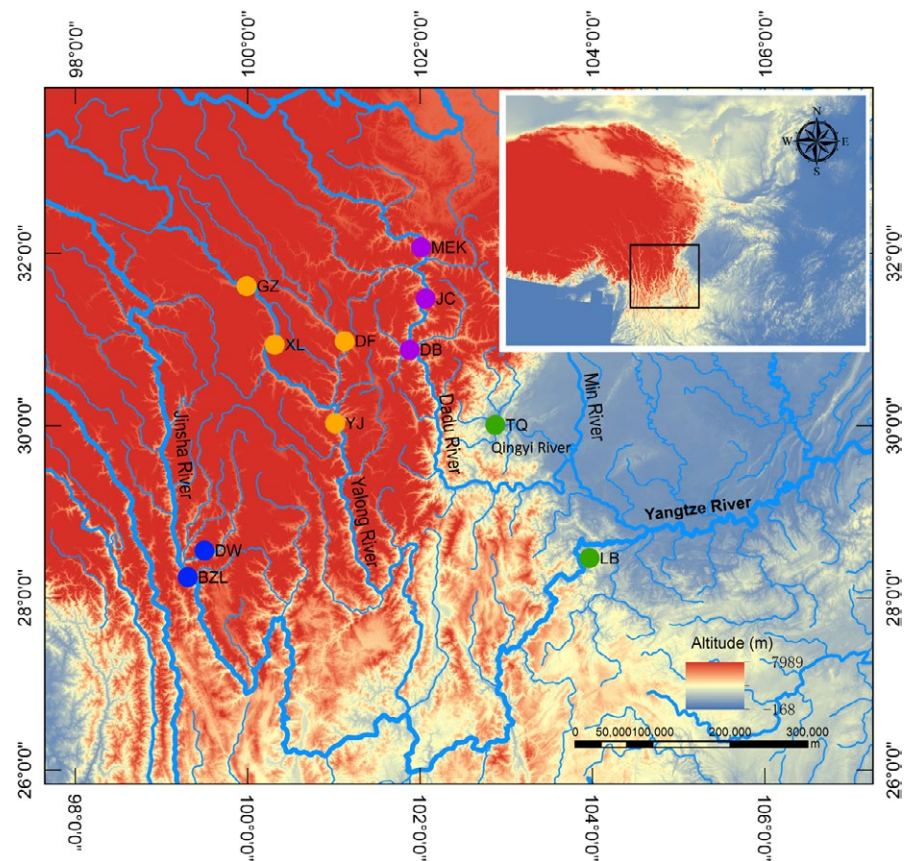 98°0'0"
100°0'0"
102°0'0"
104°0'0"
106°0'0"
N
W
E
S
32°0'0"
32°0'0"
MEK
GZ
JC
XL
DF
DB
30°0'0"
30°0'0"
YJ
TQ
Qingyi River
Jinsha River
Yalong River
Dadu River
Min River
Yangtze River
DW
BZL
LB
28°0'0"
28°0'0"
Altitude (m)
7989
-168
0
50,000
100,000
200,000
300,000
m
26°0'0"
26°0'0"
98°0'0"
100°0'0"
102°0'0"
104°0'0"
106°0'0"